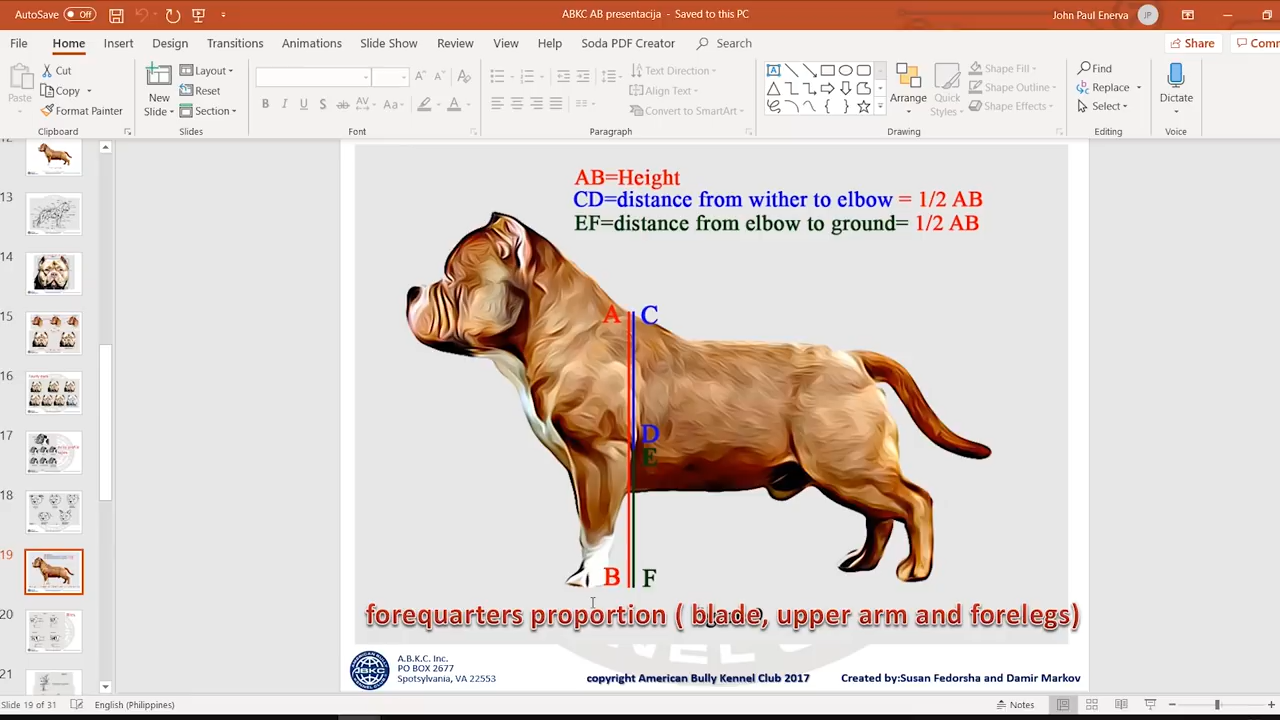 AutoSave Off
ABKC AB presentacija - Saved to this PC
John Paul Enerva JP
File Home Insert Design Transitions Animations Slide Show Review View Help Soda PDF Creator Search Share Comm
Paste Cut Copy Format Painter
New Slide Layout Reset Section
B I U S ab AV Aa A
Text Direction
Align Text
Convert to SmartArt
Arrange Quick Styles
Shape Fill
Shape Outline
Shape Effects
Find
Replace
Select
Dictate
Clipboard Slides Font Paragraph Drawing Editing Voice
13
14
15
16
17
18
19
20
21
AB=Height
CD=distance from wither to elbow = 1/2 AB
EF=distance from elbow to ground= 1/2 AB
A C
D
E
B F
forequarters proportion ( blade, upper arm and forelegs)
ABKC
A.B.K.C. Inc.
PO BOX 2677
Spotsylvania, VA 22553
copyright American Bully Kennel Club 2017
Created by:Susan Fedorsha and Damir Markov
Slide 19 of 31 English (Philippines) Notes